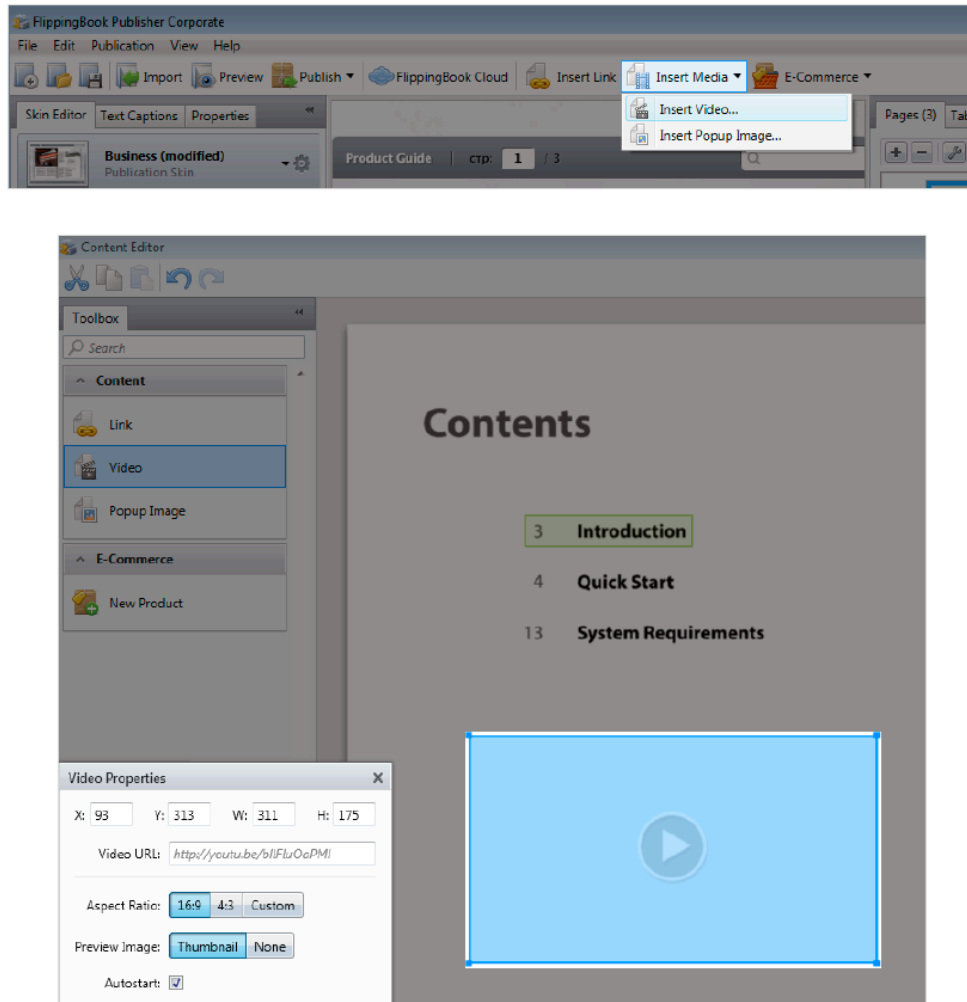 FlippingBook Publisher Corporate
File Edit Publication View Help
Import Preview Publish FlippingBook Cloud Insert Link Insert Media E-Commerce
Skin Editor Text Captions Properties
Insert Video...
Pages (3)
Insert Popup Image...
Business (modified)
Publication Skin
Product Guide стр: 1 / 3
Content Editor
Toolbox
Search
Content
Link
Video
Popup Image
E-Commerce
New Product
Contents
3 Introduction
4 Quick Start
13 System Requirements
Video Properties
X: 93 Y: 313 W: 311 H: 175
Video URL:
Aspect Ratio: 16:9 4:3 Custom
Preview Image: Thumbnail None
Autostart: